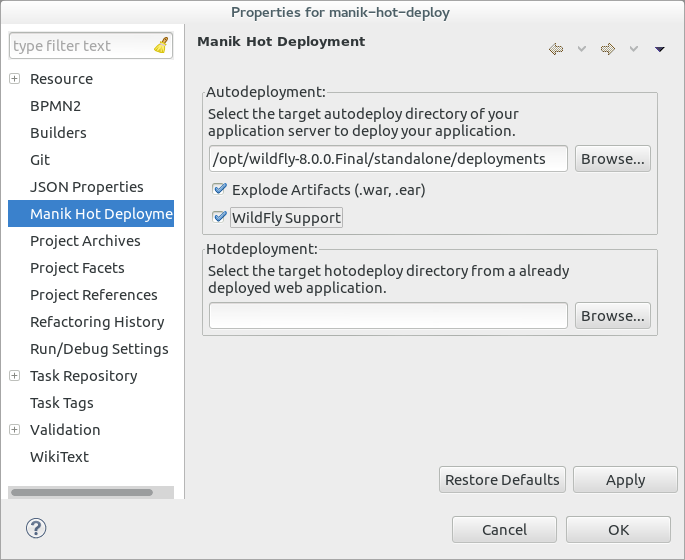 Properties for manik-hot-deploy
type filter text
Resource
BPMN2
Builders
Git
JSON Properties
Manik Hot Deployme
Project Archives
Project Facets
Project References
Refactoring History
Run/Debug Settings
Task Repository
Task Tags
Validation
WikiText
Manik Hot Deployment
Autodeployment:
Select the target autodeploy directory of your
application server to deploy your application.
/opt/wildfly-8.0.0.Final/standalone/deployments
Browse...
Explode Artifacts (.war, .ear)
WildFly Support
Hotdeployment:
Select the target hotodeploy directory from a already
deployed web application.
Browse...
Restore Defaults
Apply
?
Cancel
OK